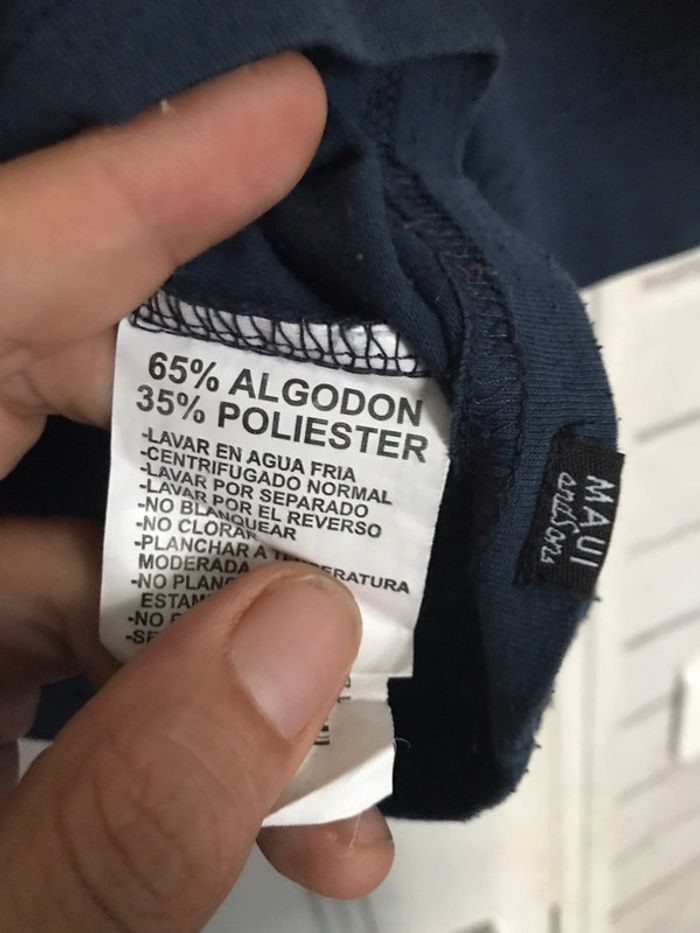 65% ALGODON
35% POLIESTER
-LAVAR EN AGUA FRIA
-CENTRIFUGADO NORMAL
-LAVAR POR SEPARADO
-LAVAR POR EL REVERSO
-NO BLANQUEAR
-NO CLORAR
-PLANCHAR A TEMPERATURA
MODERADA
-NO
-NO
MAUI
and Sons